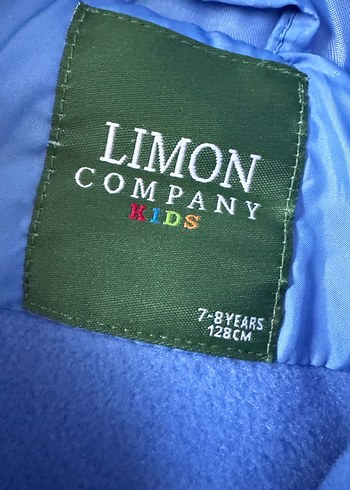 LIMON
COMPANY
KIDS
7-8YEARS
128CM